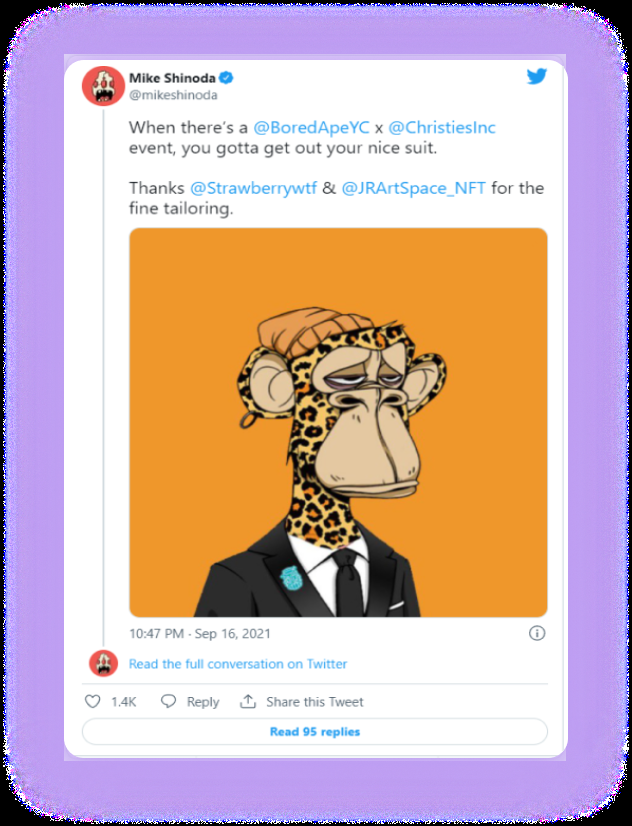 Mike Shinoda
@mikeshinoda
When there's a @BoredApeYC x @ChristiesInc
event, you gotta get out your nice suit.
Thanks @Strawberrywtf & @JRArtSpace_NFT for the
fine tailoring.
10:47 PM · Sep 16, 2021
Read the full conversation on Twitter
1.4K Reply Share this Tweet
Read 95 replies